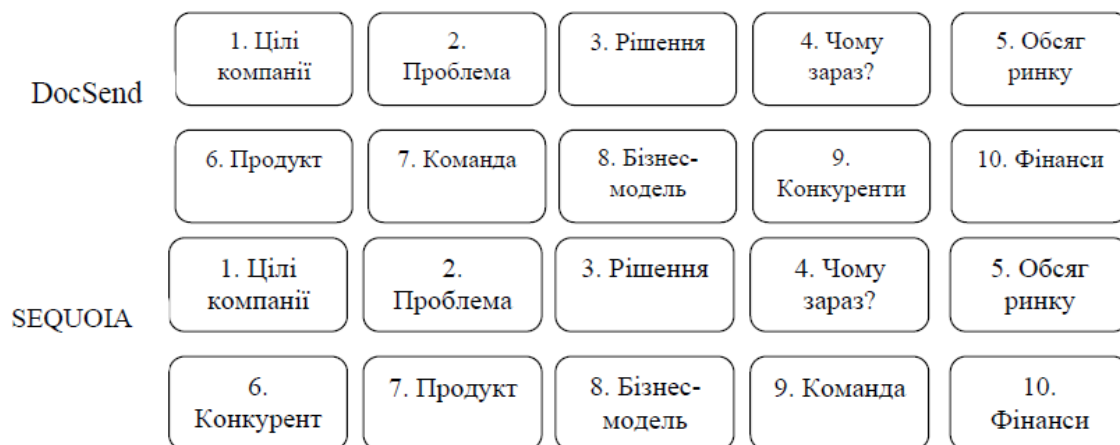 DocSend
1. Цілі
компанії
2.
Проблема
3. Рішення
4. Чому
зараз?
5. Обсяг
ринку
6. Продукт
7. Команда
8. Бізнес-
модель
9.
Конкуренти
10. Фінанси
SEQUOIA
1. Цілі
компанії
2.
Проблема
3. Рішення
4. Чому
зараз?
5. Обсяг
ринку
6.
Конкурент
7. Продукт
8. Бізнес-
модель
9. Команда
10.
Фінанси